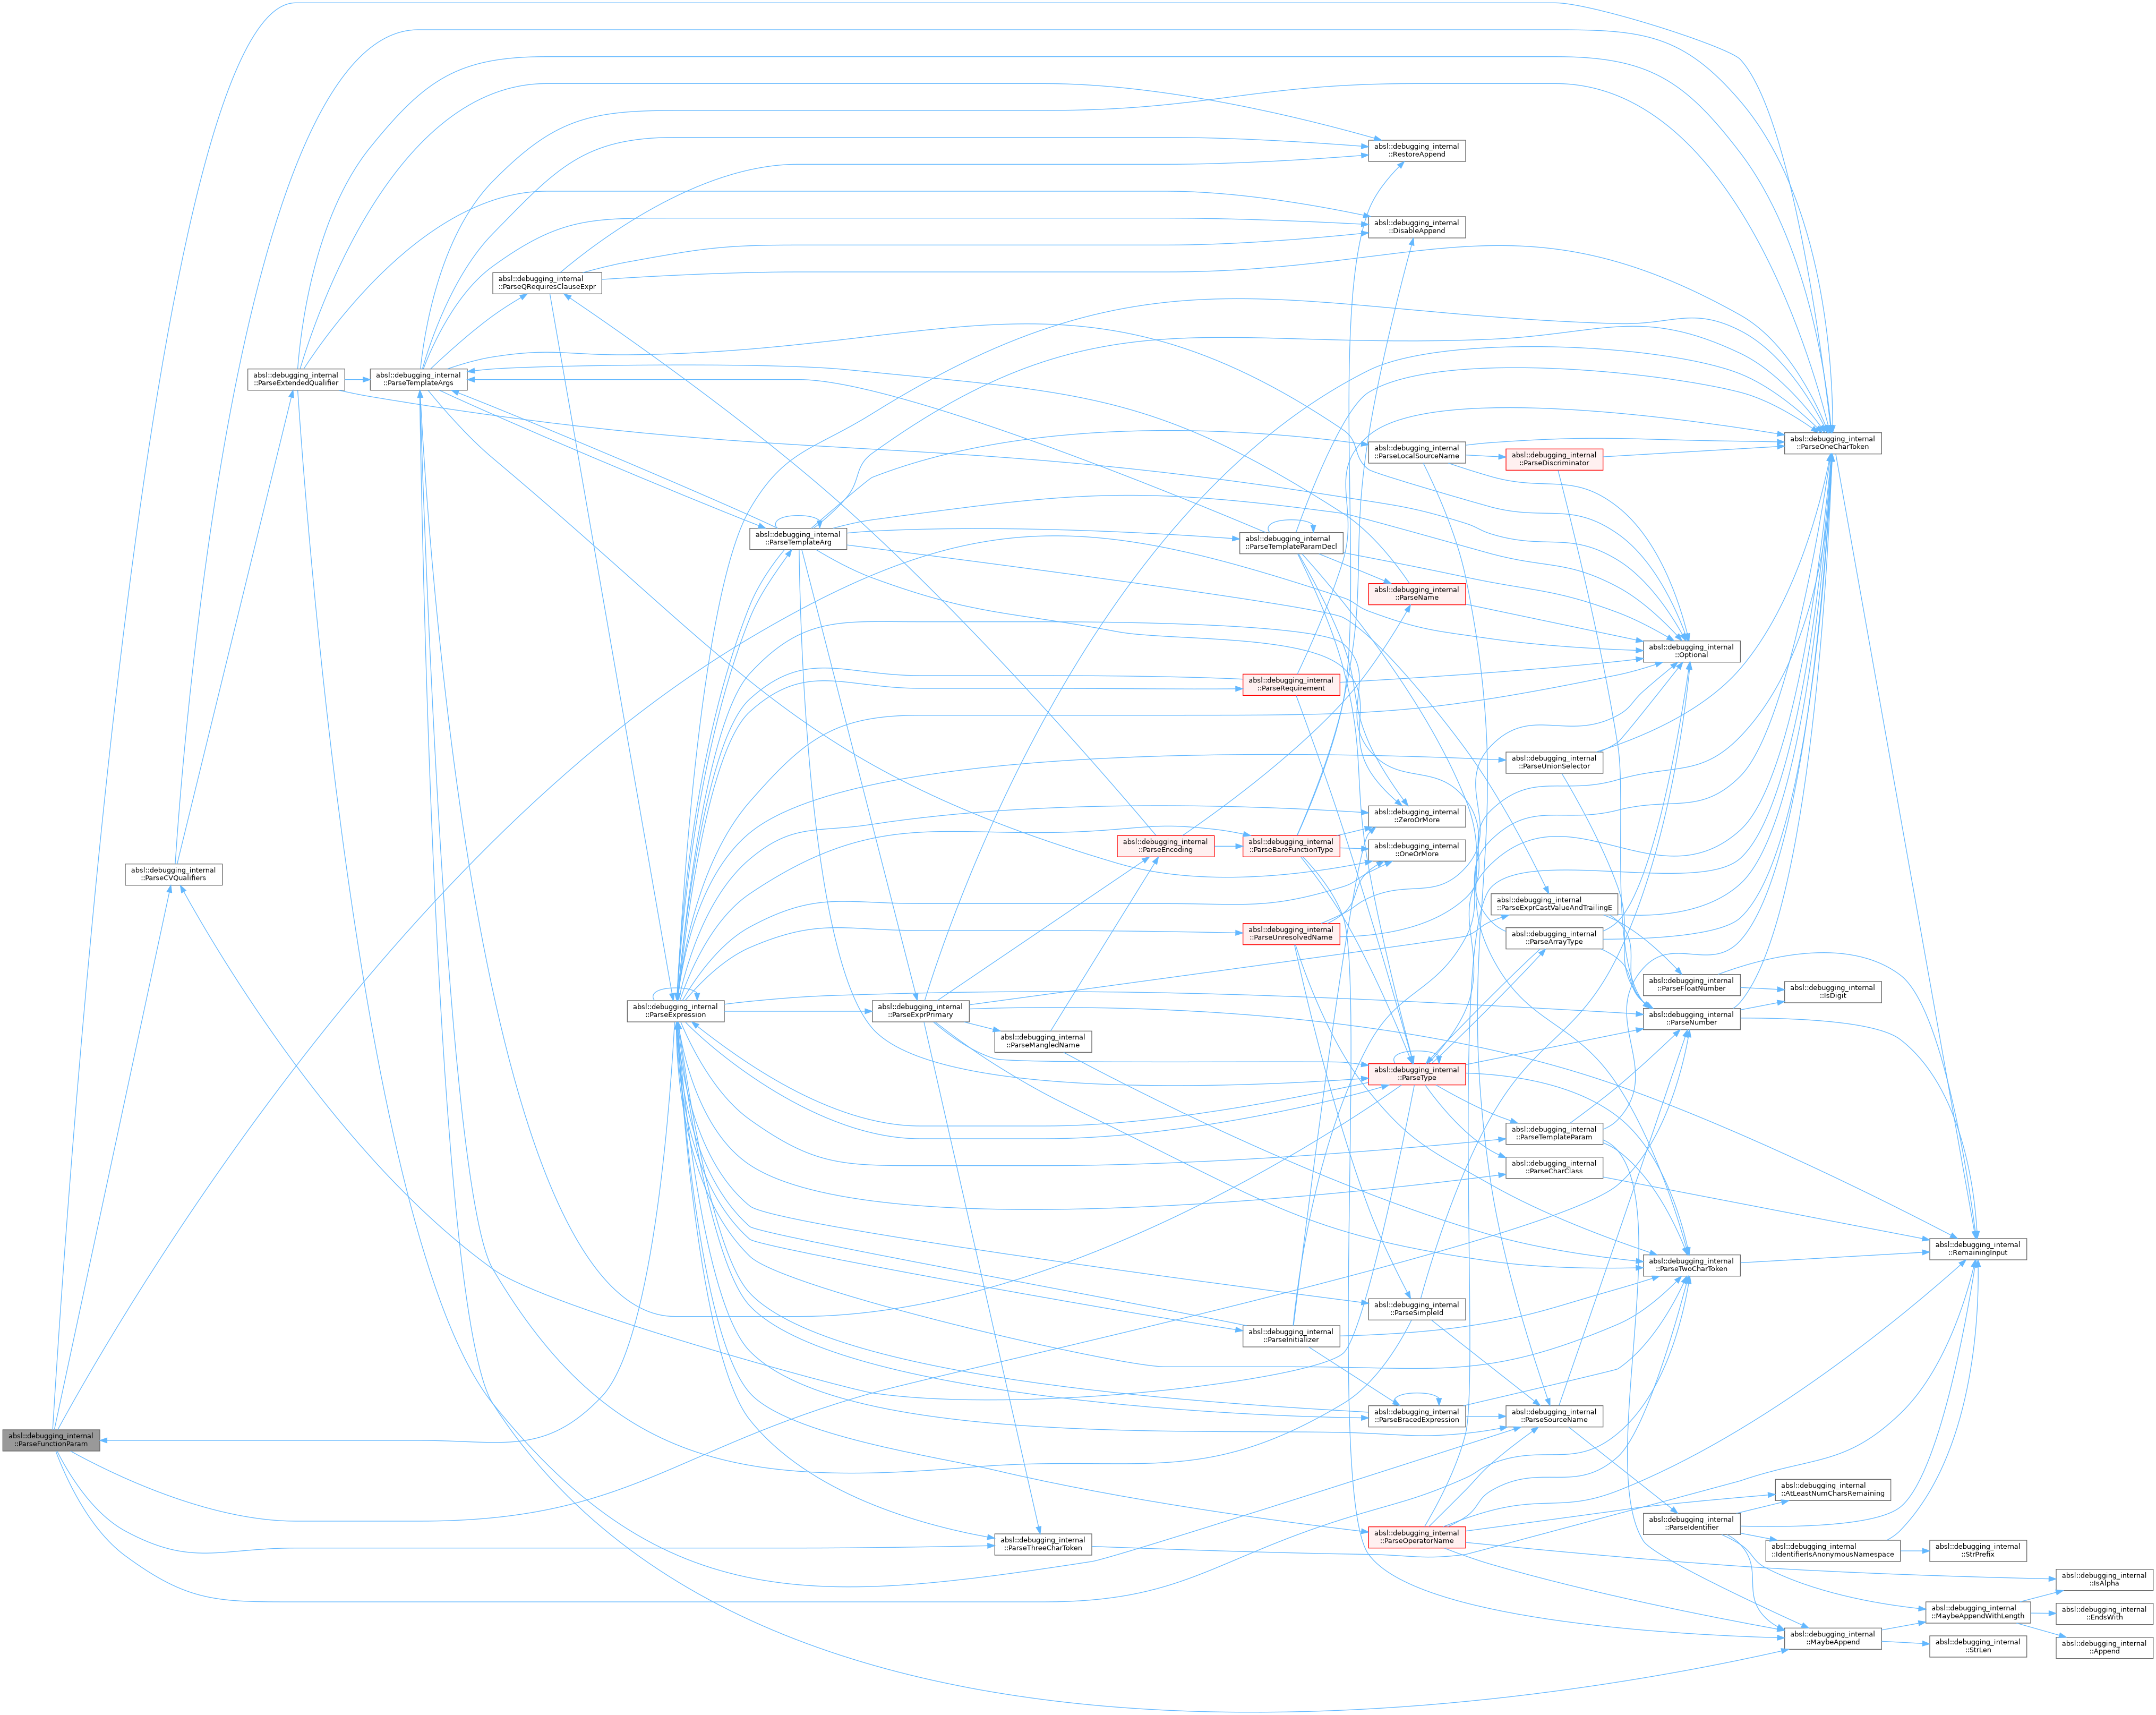 absl::debugging_internal
::ParseFunctionParam
absl::debugging_internal
::ParseCVQualifiers
absl::debugging_internal
::ParseExtendedQualifier
absl::debugging_internal
::ParseTemplateArgs
absl::debugging_internal
::ParseQRequiresClauseExpr
absl::debugging_internal
::ParseExpression
absl::debugging_internal
::ParseTemplateArg
absl::debugging_internal
::ParseExprPrimary
absl::debugging_internal
::ParseMangledName
absl::debugging_internal
::ParseThreeCharToken
absl::debugging_internal
::ParseEncoding
absl::debugging_internal
::ParseTemplateParamDecl
absl::debugging_internal
::ParseRequirement
absl::debugging_internal
::ParseBareFunctionType
absl::debugging_internal
::ParseUnresolvedName
absl::debugging_internal
::ParseInitializer
absl::debugging_internal
::RestoreAppend
absl::debugging_internal
::DisableAppend
absl::debugging_internal
::ParseLocalSourceName
absl::debugging_internal
::ParseName
absl::debugging_internal
::ZeroOrMore
absl::debugging_internal
::OneOrMore
absl::debugging_internal
::ParseType
absl::debugging_internal
::ParseSimpleId
absl::debugging_internal
::ParseBracedExpression
absl::debugging_internal
::ParseOperatorName
absl::debugging_internal
::ParseDiscriminator
absl::debugging_internal
::ParseUnionSelector
absl::debugging_internal
::ParseExprCastValueAndTrailingE
absl::debugging_internal
::ParseArrayType
absl::debugging_internal
::ParseTemplateParam
absl::debugging_internal
::ParseCharClass
absl::debugging_internal
::ParseSourceName
absl::debugging_internal
::Optional
absl::debugging_internal
::ParseFloatNumber
absl::debugging_internal
::ParseNumber
absl::debugging_internal
::ParseTwoCharToken
absl::debugging_internal
::ParseIdentifier
absl::debugging_internal
::ParseOneCharToken
absl::debugging_internal
::IsDigit
absl::debugging_internal
::AtLeastNumCharsRemaining
absl::debugging_internal
::IdentifierIsAnonymousNamespace
absl::debugging_internal
::MaybeAppend
absl::debugging_internal
::RemainingInput
absl::debugging_internal
::StrPrefix
absl::debugging_internal
::MaybeAppendWithLength
absl::debugging_internal
::StrLen
absl::debugging_internal
::IsAlpha
absl::debugging_internal
::EndsWith
absl::debugging_internal
::Append